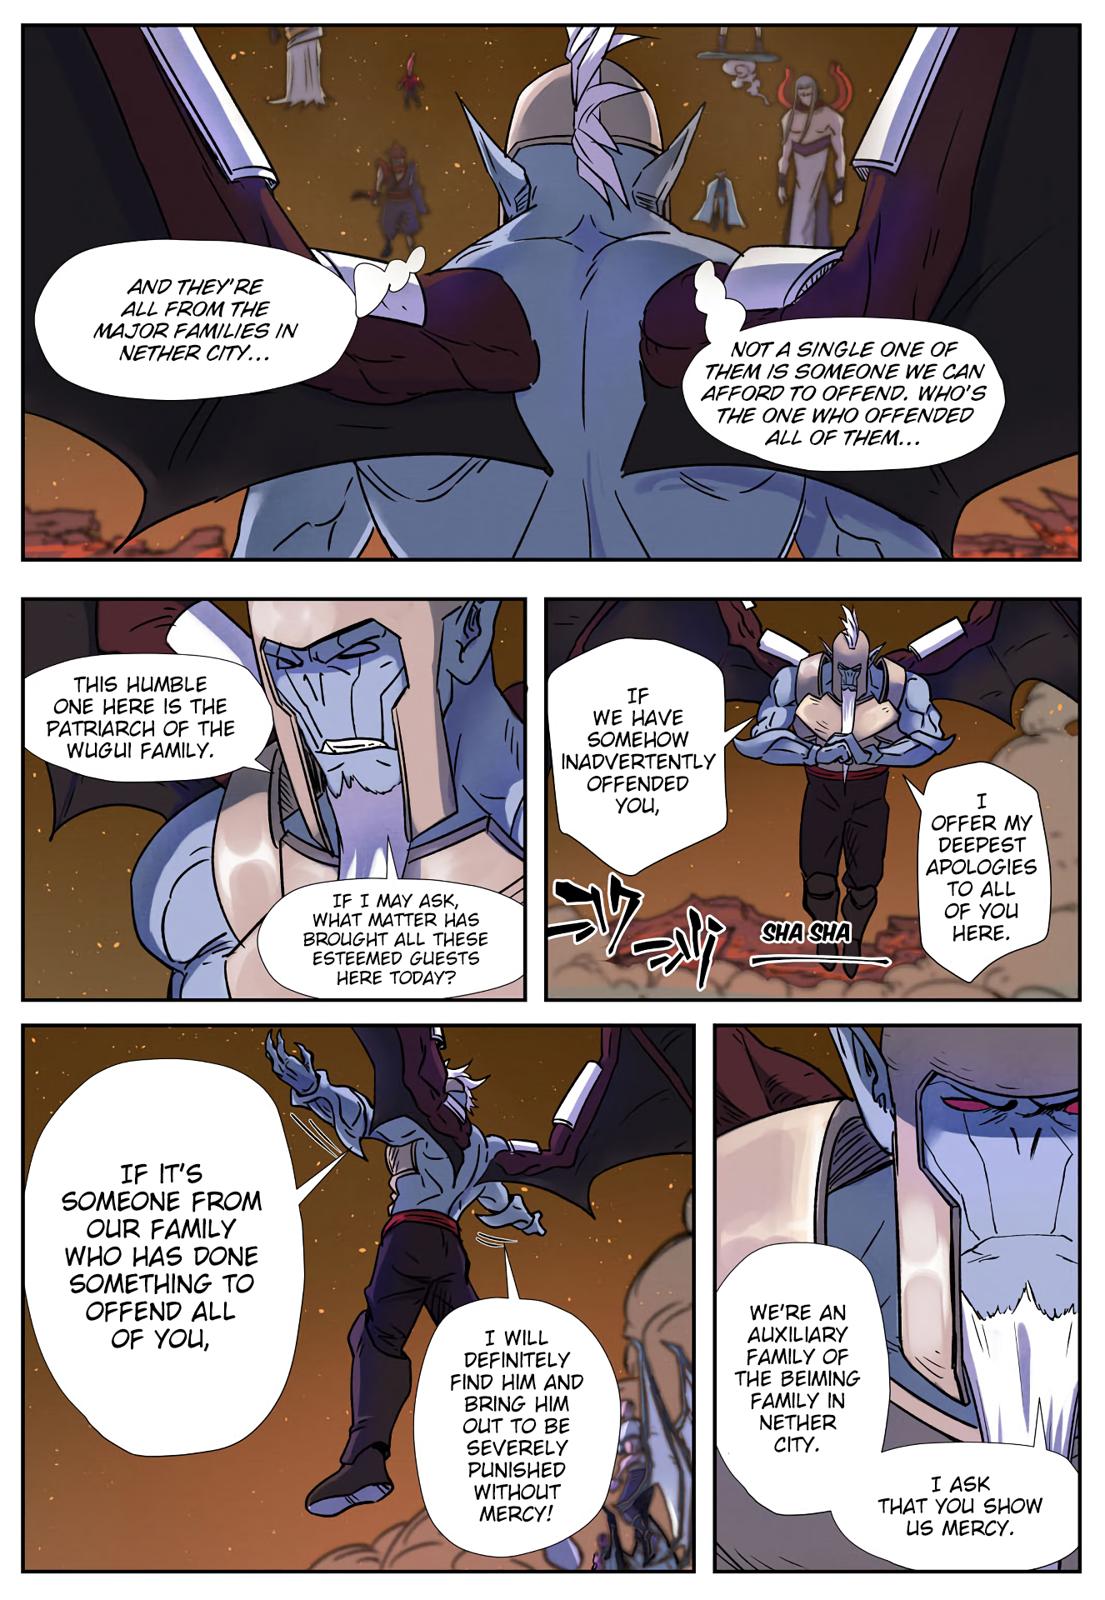 AND THEY'RE
ALL FROM THE
MAJOR FAMILIES IN
NETHER CITY...
NOT A SINGLE ONE OF
THEM IS SOMEONE WE CAN
AFFORD TO OFFEND. WHO'S
THE ONE WHO OFFENDED
ALL OF THEM...
THIS HUMBLE
ONE HERE IS THE
PATRIARCH OF THE
WUGUI FAMILY.
IF I MAY ASK,
WHAT MATTER HAS
BROUGHT ALL THESE
ESTEEMED GUESTS
HERE TODAY?
IF
WE HAVE
SOMEHOW
INADVERTENTLY
OFFENDED
YOU,
I
OFFER MY
DEEPEST
APOLOGIES
TO ALL
OF YOU
HERE.
SHA SHA
IF IT'S
SOMEONE FROM
OUR FAMILY
WHO HAS DONE
SOMETHING TO
OFFEND ALL
OF YOU,
I WILL
DEFINITELY
FIND HIM AND
BRING HIM
OUT TO BE
SEVERELY
PUNISHED
WITHOUT
MERCY!
WE'RE AN
AUXILIARY
FAMILY OF
THE BEIMING
FAMILY IN
NETHER
CITY.
I ASK
THAT YOU SHOW
US MERCY.